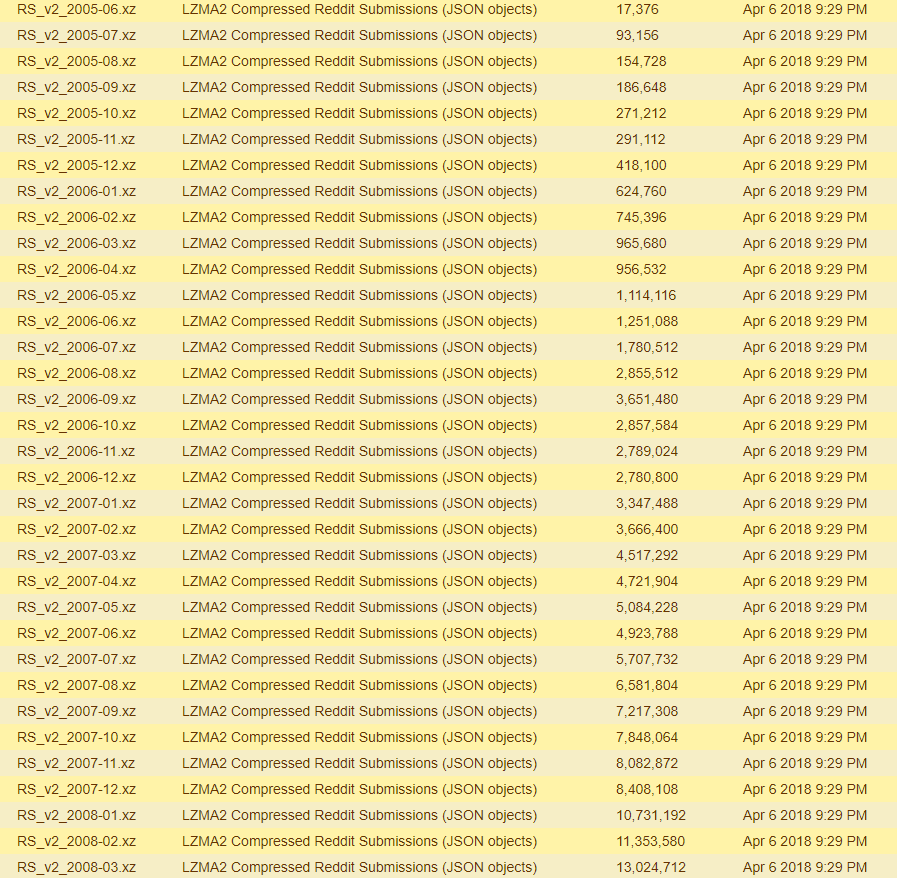 RS_v2_2005-06.xz LZMA2 Compressed Reddit Submissions (JSON objects) 17,376 Apr 6 2018 9:29 PM
RS_v2_2005-07.xz LZMA2 Compressed Reddit Submissions (JSON objects) 93,156 Apr 6 2018 9:29 PM
RS_v2_2005-08.xz LZMA2 Compressed Reddit Submissions (JSON objects) 154,728 Apr 6 2018 9:29 PM
RS_v2_2005-09.xz LZMA2 Compressed Reddit Submissions (JSON objects) 186,648 Apr 6 2018 9:29 PM
RS_v2_2005-10.xz LZMA2 Compressed Reddit Submissions (JSON objects) 271,212 Apr 6 2018 9:29 PM
RS_v2_2005-11.xz LZMA2 Compressed Reddit Submissions (JSON objects) 291,112 Apr 6 2018 9:29 PM
RS_v2_2005-12.xz LZMA2 Compressed Reddit Submissions (JSON objects) 418,100 Apr 6 2018 9:29 PM
RS_v2_2006-01.xz LZMA2 Compressed Reddit Submissions (JSON objects) 624,760 Apr 6 2018 9:29 PM
RS_v2_2006-02.xz LZMA2 Compressed Reddit Submissions (JSON objects) 745,396 Apr 6 2018 9:29 PM
RS_v2_2006-03.xz LZMA2 Compressed Reddit Submissions (JSON objects) 965,680 Apr 6 2018 9:29 PM
RS_v2_2006-04.xz LZMA2 Compressed Reddit Submissions (JSON objects) 956,532 Apr 6 2018 9:29 PM
RS_v2_2006-05.xz LZMA2 Compressed Reddit Submissions (JSON objects) 1,114,116 Apr 6 2018 9:29 PM
RS_v2_2006-06.xz LZMA2 Compressed Reddit Submissions (JSON objects) 1,251,088 Apr 6 2018 9:29 PM
RS_v2_2006-07.xz LZMA2 Compressed Reddit Submissions (JSON objects) 1,780,512 Apr 6 2018 9:29 PM
RS_v2_2006-08.xz LZMA2 Compressed Reddit Submissions (JSON objects) 2,855,512 Apr 6 2018 9:29 PM
RS_v2_2006-09.xz LZMA2 Compressed Reddit Submissions (JSON objects) 3,651,480 Apr 6 2018 9:29 PM
RS_v2_2006-10.xz LZMA2 Compressed Reddit Submissions (JSON objects) 2,857,584 Apr 6 2018 9:29 PM
RS_v2_2006-11.xz LZMA2 Compressed Reddit Submissions (JSON objects) 2,789,024 Apr 6 2018 9:29 PM
RS_v2_2006-12.xz LZMA2 Compressed Reddit Submissions (JSON objects) 2,780,800 Apr 6 2018 9:29 PM
RS_v2_2007-01.xz LZMA2 Compressed Reddit Submissions (JSON objects) 3,347,488 Apr 6 2018 9:29 PM
RS_v2_2007-02.xz LZMA2 Compressed Reddit Submissions (JSON objects) 3,666,400 Apr 6 2018 9:29 PM
RS_v2_2007-03.xz LZMA2 Compressed Reddit Submissions (JSON objects) 4,517,292 Apr 6 2018 9:29 PM
RS_v2_2007-04.xz LZMA2 Compressed Reddit Submissions (JSON objects) 4,721,904 Apr 6 2018 9:29 PM
RS_v2_2007-05.xz LZMA2 Compressed Reddit Submissions (JSON objects) 5,084,228 Apr 6 2018 9:29 PM
RS_v2_2007-06.xz LZMA2 Compressed Reddit Submissions (JSON objects) 4,923,788 Apr 6 2018 9:29 PM
RS_v2_2007-07.xz LZMA2 Compressed Reddit Submissions (JSON objects) 5,707,732 Apr 6 2018 9:29 PM
RS_v2_2007-08.xz LZMA2 Compressed Reddit Submissions (JSON objects) 6,581,804 Apr 6 2018 9:29 PM
RS_v2_2007-09.xz LZMA2 Compressed Reddit Submissions (JSON objects) 7,217,308 Apr 6 2018 9:29 PM
RS_v2_2007-10.xz LZMA2 Compressed Reddit Submissions (JSON objects) 7,848,064 Apr 6 2018 9:29 PM
RS_v2_2007-11.xz LZMA2 Compressed Reddit Submissions (JSON objects) 8,082,872 Apr 6 2018 9:29 PM
RS_v2_2007-12.xz LZMA2 Compressed Reddit Submissions (JSON objects) 8,408,108 Apr 6 2018 9:29 PM
RS_v2_2008-01.xz LZMA2 Compressed Reddit Submissions (JSON objects) 10,731,192 Apr 6 2018 9:29 PM
RS_v2_2008-02.xz LZMA2 Compressed Reddit Submissions (JSON objects) 11,353,580 Apr 6 2018 9:29 PM
RS_v2_2008-03.xz LZMA2 Compressed Reddit Submissions (JSON objects) 13,024,712 Apr 6 2018 9:29 PM